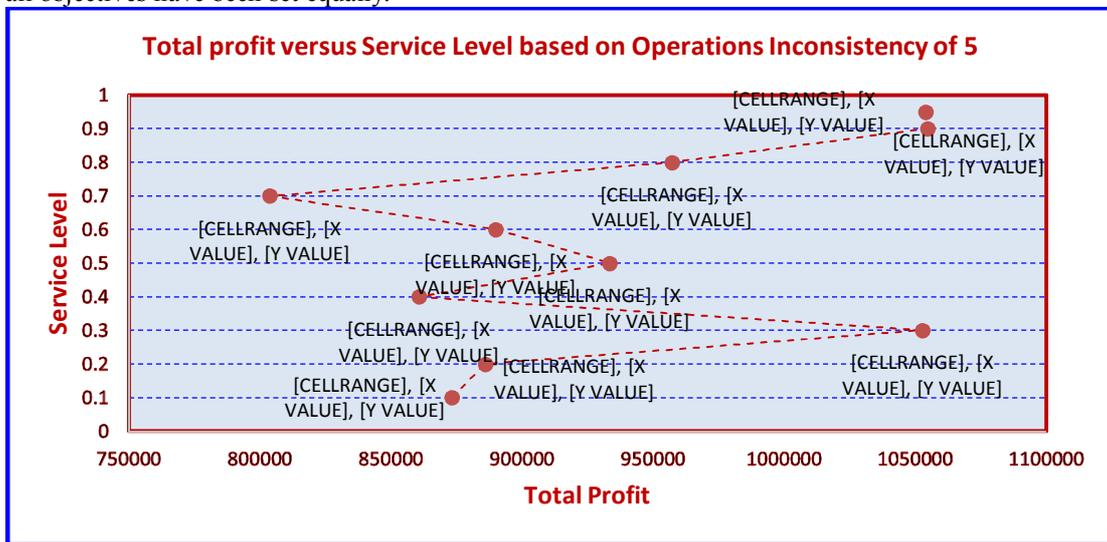 all objectives have been set equally.
Total profit versus Service Level based on Operations Inconsistency of 5
Service Level
1
0.9
0.8
0.7
0.6
0.5
0.4
0.3
0.2
0.1
0
[CELLRANGE], [X
VALUE], [Y VALUE]
[CELLRANGE], [X
VALUE], [Y VALUE]
[CELLRANGE], [X
VALUE], [Y VALUE]
[CELLRANGE], [X
VALUE], [Y VALUE]
[CELLRANGE], [X
VALUE], [Y VALUE]
[CELLRANGE], [X
VALUE], [Y VALUE]
[CELLRANGE], [X
VALUE], [Y VALUE]
[CELLRANGE], [X
VALUE], [Y VALUE]
[CELLRANGE], [X
VALUE], [Y VALUE]
[CELLRANGE], [X
VALUE], [Y VALUE]
750000 800000 850000 900000 950000 1000000 1050000 1100000
Total Profit